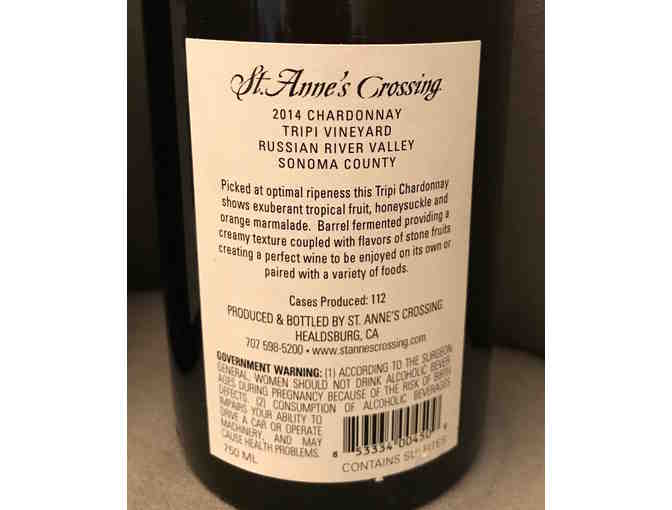 St. Anne's Crossing
2014 CHARDONNAY
TRIPI VINEYARD
RUSSIAN RIVER VALLEY
SONOMA COUNTY
Picked at optimal ripeness this Tripi Chardonnay
shows exuberant tropical fruit, honeysuckle and
orange marmalade. Barrel fermented providing a
creamy texture coupled with flavors of stone fruits
creating a perfect wine to be enjoyed on its own or
paired with a variety of foods.
Cases Produced: 112
PRODUCED & BOTTLED BY ST. ANNE'S CROSSING
HEALDSBURG, CA
707 598-5200 • www.stannescrossing.com
GOVERNMENT WARNING: (1) ACCORDING TO THE SURGEON
GENERAL, WOMEN SHOULD NOT DRINK ALCOHOLIC BEVER
AGES DURING PREGNANCY BECAUSE OF THE RISK OF BIRTH
DEFECTS. (2) CONSUMPTION OF ALCOHOLIC BEVERAGES
IMPAIRS YOUR ABILITY TO
DRIVE A CAR OR OPERATE
MACHINERY, AND MAY
CAUSE HEALTH PROBLEMS.
750 ML
8 53334 00430
CONTAINS